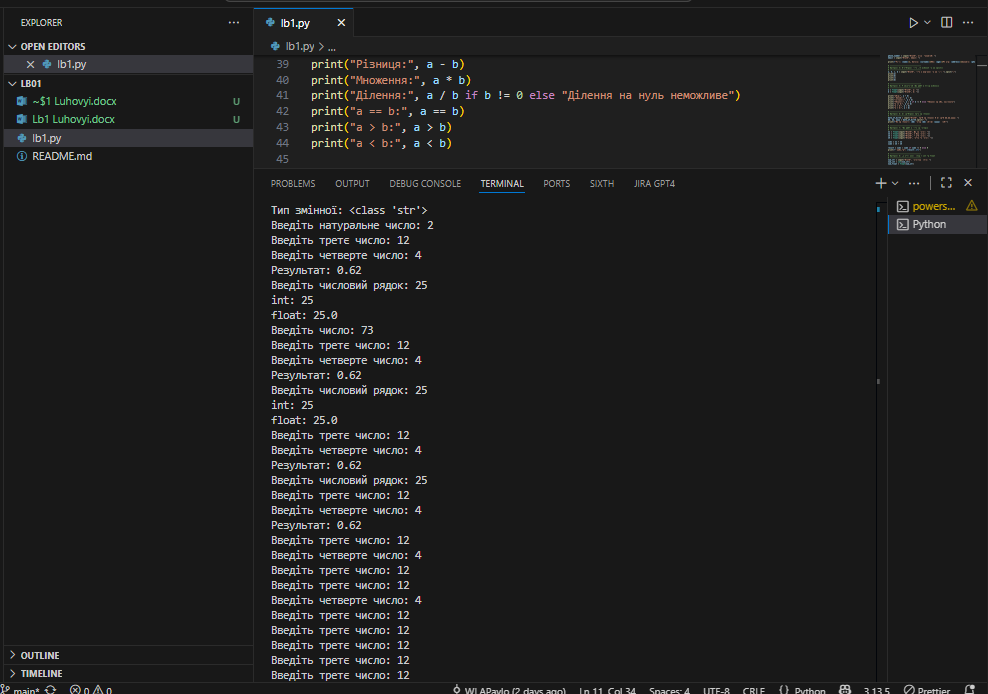 EXPLORER
OPEN EDITORS
lb1.py
LB01
~$1 Luhovyi.docx U
Lb1 Luhovyi.docx U
lb1.py
README.md
OUTLINE
TIMELINE
lb1.py
lb1.py > ...
39 print("Різниця:", a - b)
40 print("Множення:", a * b)
41 print("Ділення:", a / b if b != 0 else "Ділення на нуль неможливе")
42 print("a == b:", a == b)
43 print("a > b:", a > b)
44 print("a < b:", a < b)
45
PROBLEMS OUTPUT DEBUG CONSOLE TERMINAL PORTS SIXTH JIRA GPT4
powers...
Python
Тип змінної: <class 'str'>
Введіть натуральне число: 2
Введіть третє число: 12
Введіть четверте число: 4
Результат: 0.62
Введіть числовий рядок: 25
int: 25
float: 25.0
Введіть число: 73
Введіть третє число: 12
Введіть четверте число: 4
Результат: 0.62
Введіть числовий рядок: 25
int: 25
float: 25.0
Введіть третє число: 12
Введіть четверте число: 4
Результат: 0.62
Введіть числовий рядок: 25
Введіть третє число: 12
Введіть четверте число: 4
Результат: 0.62
Введіть третє число: 12
Введіть четверте число: 4
Введіть третє число: 12
Введіть третє число: 12
Введіть четверте число: 4
Введіть третє число: 12
Введіть третє число: 12
Введіть третє число: 12
Введіть третє число: 12
Введіть третє число: 12
main* 0 0 WLAPavlo (2 days ago) Ln 11, Col 34 Spaces: 4 UTF-8 CRLF {} Python 3.13.5 Prettier